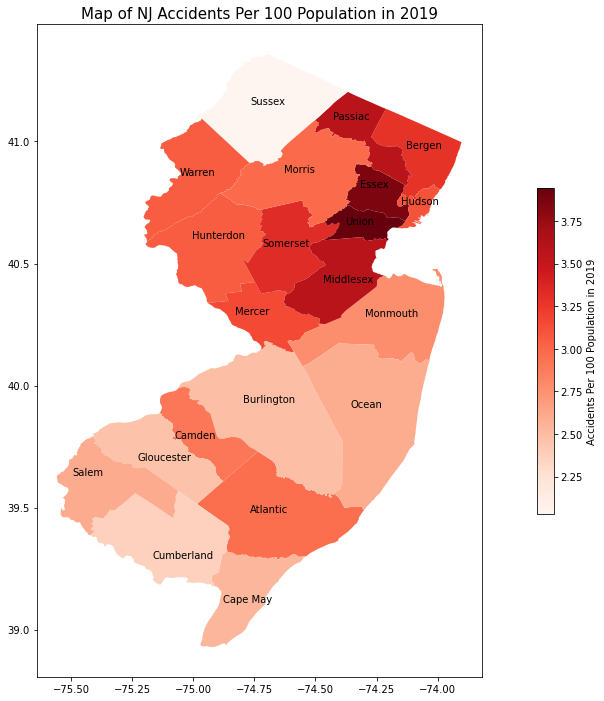 Map of NJ Accidents Per 100 Population in 2019
Sussex
Passiac
Bergen
Warren
Morris
Essex
Hudson
Union
Hunterdon
Somerset
Middlesex
Mercer
Monmouth
Burlington
Ocean
Camden
Gloucester
Salem
Atlantic
Cumberland
Cape May
41.0
40.5
40.0
39.5
39.0
−75.50
−75.25
−75.00
−74.75
−74.50
−74.25
−74.00
3.75
3.50
3.25
3.00
2.75
2.50
2.25
Accidents Per 100 Population in 2019